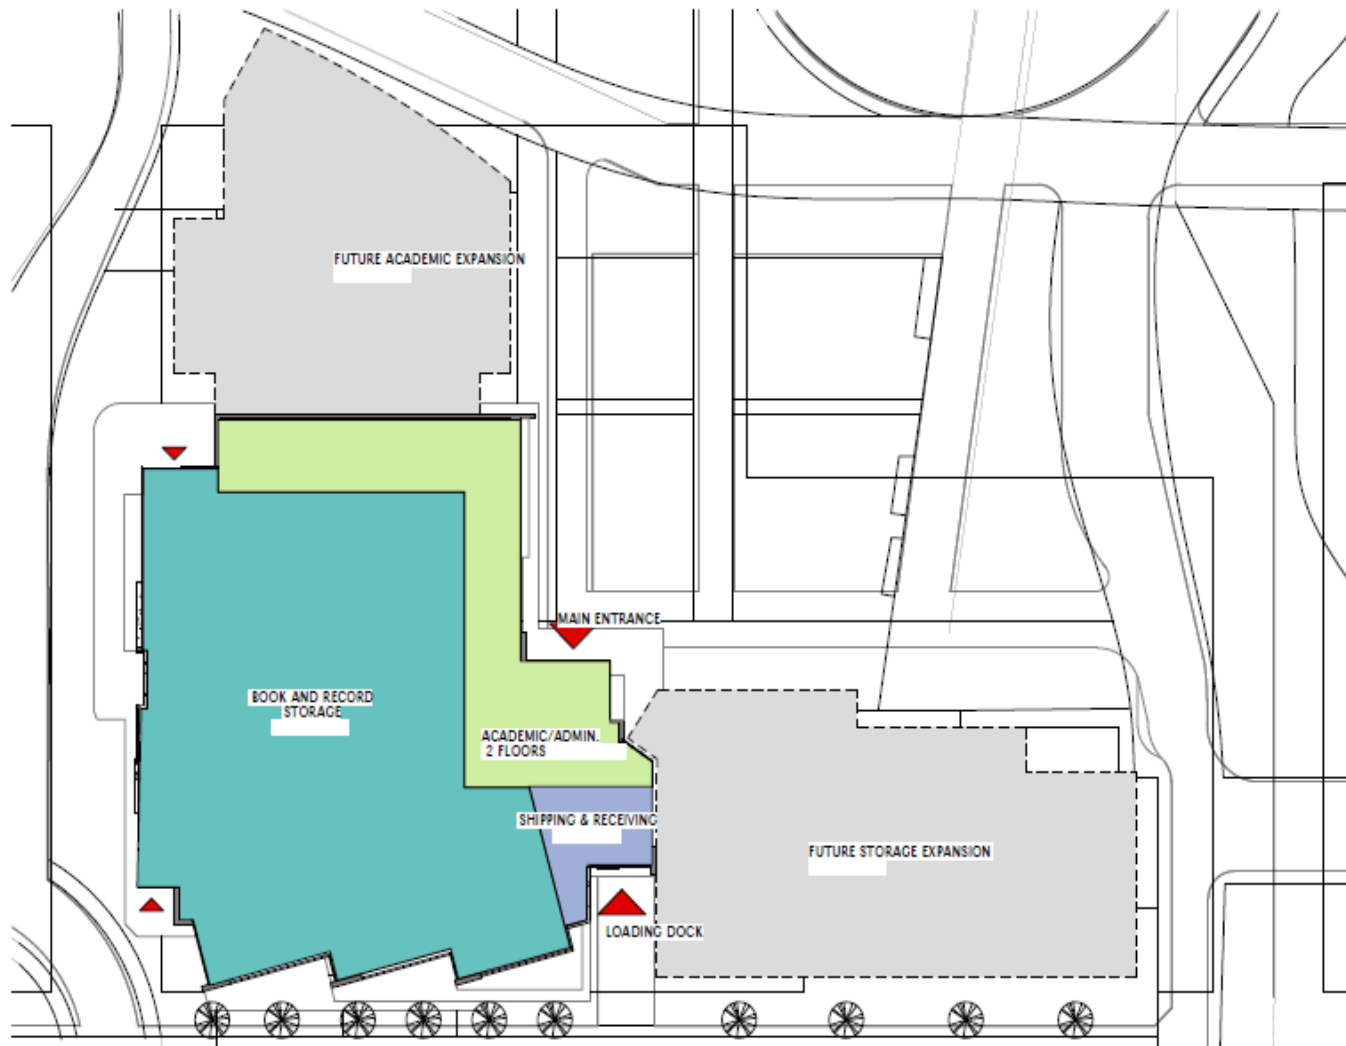 FUTURE ACADEMIC EXPANSION
MAIN ENTRANCE
BOOK AND RECORD
STORAGE
ACADEMIC/ADMIN.
2 FLOORS
SHIPPING & RECEIVING
FUTURE STORAGE EXPANSION
LOADING DOCK